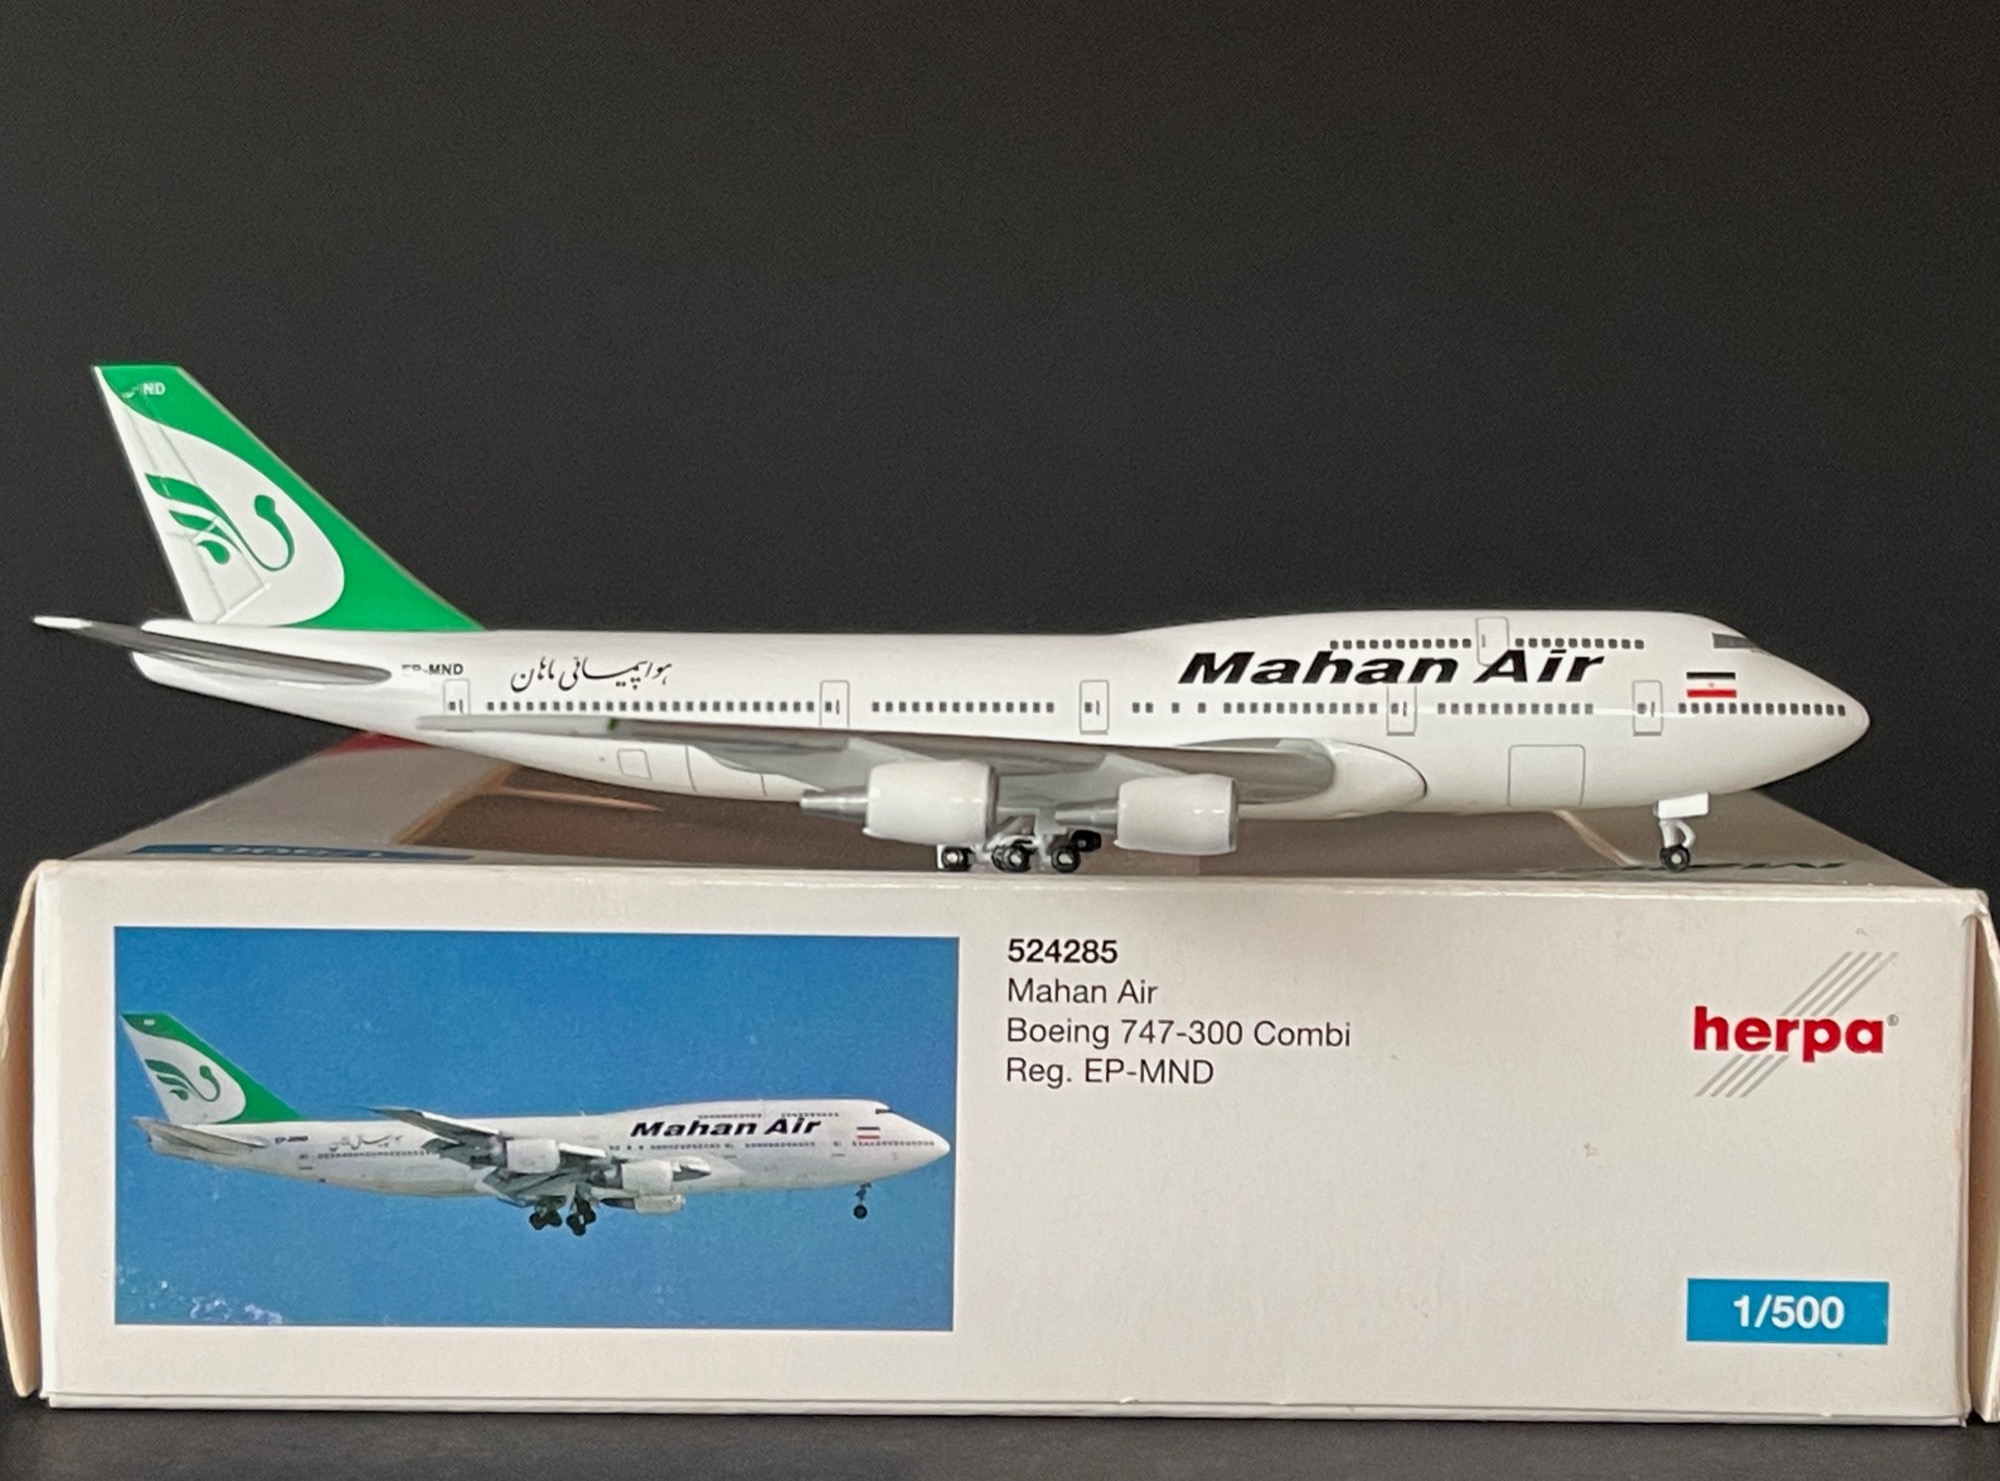 ND
EP-MND
هواپیمائی ماهان
Mahan Air
524285
Mahan Air
Boeing 747-300 Combi
Reg. EP-MND
herpa®
1/500
Mahan Air